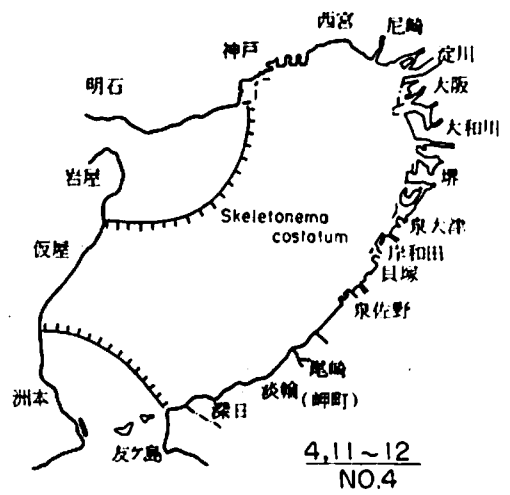 西宮
尼崎
神戸
淀川
明石
大阪
大和川
岩屋
堺
Skeletonema
costatum
泉大津
仮屋
岸和田
貝塚
泉佐野
尾崎
洲本
淡輪
(岬町)
深日
友ケ島
4,11~12
NO.4